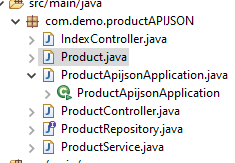 src/main/java
com.demo.productAPIJSON
IndexController.java
Product.java
ProductApijsonApplication.java
ProductApijsonApplication
ProductController.java
ProductRepository.java
ProductService.java